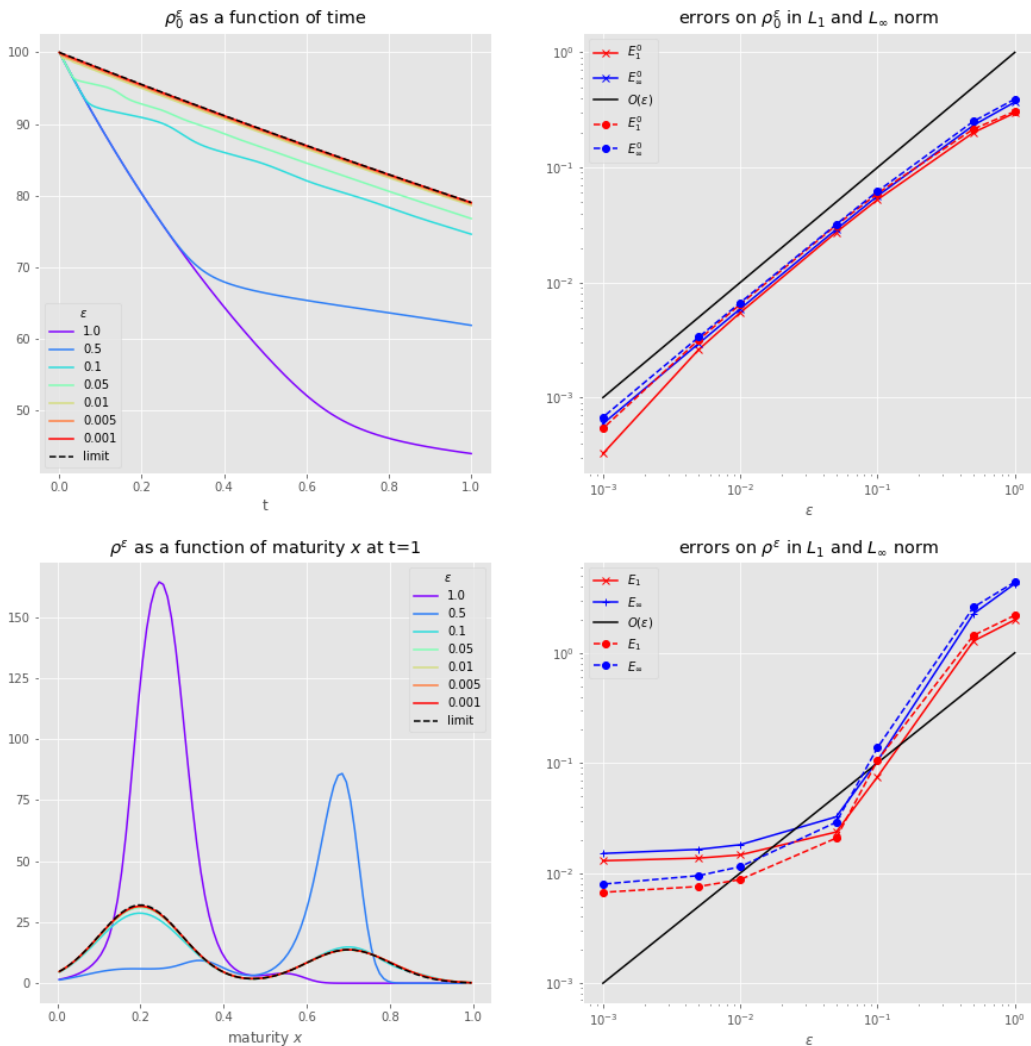 ρ₀^ε as a function of time
100
90
80
70
60
50
ε
1.0
0.5
0.1
0.05
0.01
0.005
0.001
limit
0.0 0.2 0.4 0.6 0.8 1.0
t
errors on ρ₀^ε in L₁ and L∞ norm
10⁰
10⁻¹
10⁻²
10⁻³
E₁⁰
E∞⁰
O(ε)
E₁⁰
E∞⁰
10⁻³ 10⁻² 10⁻¹ 10⁰
ε
ρ^ε as a function of maturity x at t=1
150
125
100
75
50
25
0
ε
1.0
0.5
0.1
0.05
0.01
0.005
0.001
limit
0.0 0.2 0.4 0.6 0.8 1.0
maturity x
errors on ρ^ε in L₁ and L∞ norm
10⁰
10⁻¹
10⁻²
10⁻³
E₁
E∞
O(ε)
E₁
E∞
10⁻³ 10⁻² 10⁻¹ 10⁰
ε